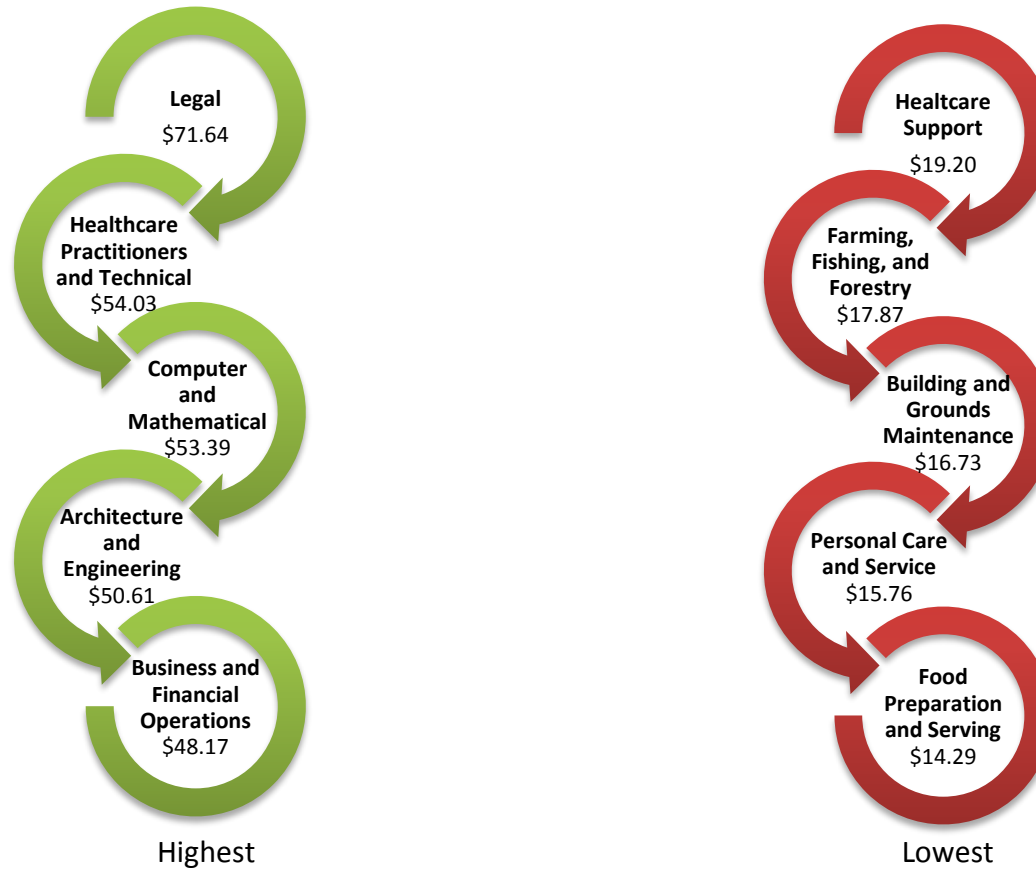 Legal
$71.64
Healthcare
Practitioners
and Technical
$54.03
Computer
and
Mathematical
$53.39
Architecture
and
Engineering
$50.61
Business and
Financial
Operations
$48.17
Highest
Healtcare
Support
$19.20
Farming,
Fishing, and
Forestry
$17.87
Building and
Grounds
Maintenance
$16.73
Personal Care
and Service
$15.76
Food
Preparation
and Serving
$14.29
Lowest